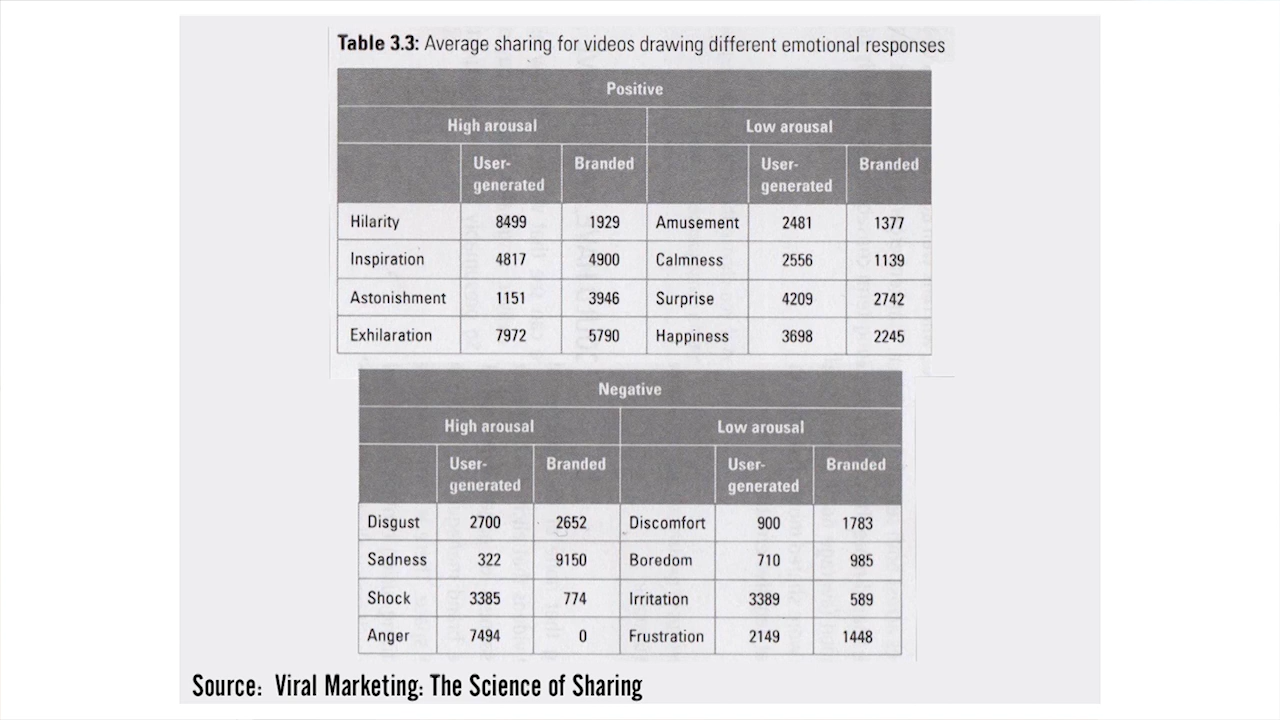 Table 3.3: Average sharing for videos drawing different emotional responses
Positive
High arousal Low arousal
User-generated Branded User-generated Branded
Hilarity 8499 1929 Amusement 2481 1377
Inspiration 4817 4900 Calmness 2556 1139
Astonishment 1151 3946 Surprise 4209 2742
Exhilaration 7972 5790 Happiness 3698 2245
Negative
High arousal Low arousal
User-generated Branded User-generated Branded
Disgust 2700 2652 Discomfort 900 1783
Sadness 322 9150 Boredom 710 985
Shock 3385 774 Irritation 3389 589
Anger 7494 0 Frustration 2149 1448
Source: Viral Marketing: The Science of Sharing